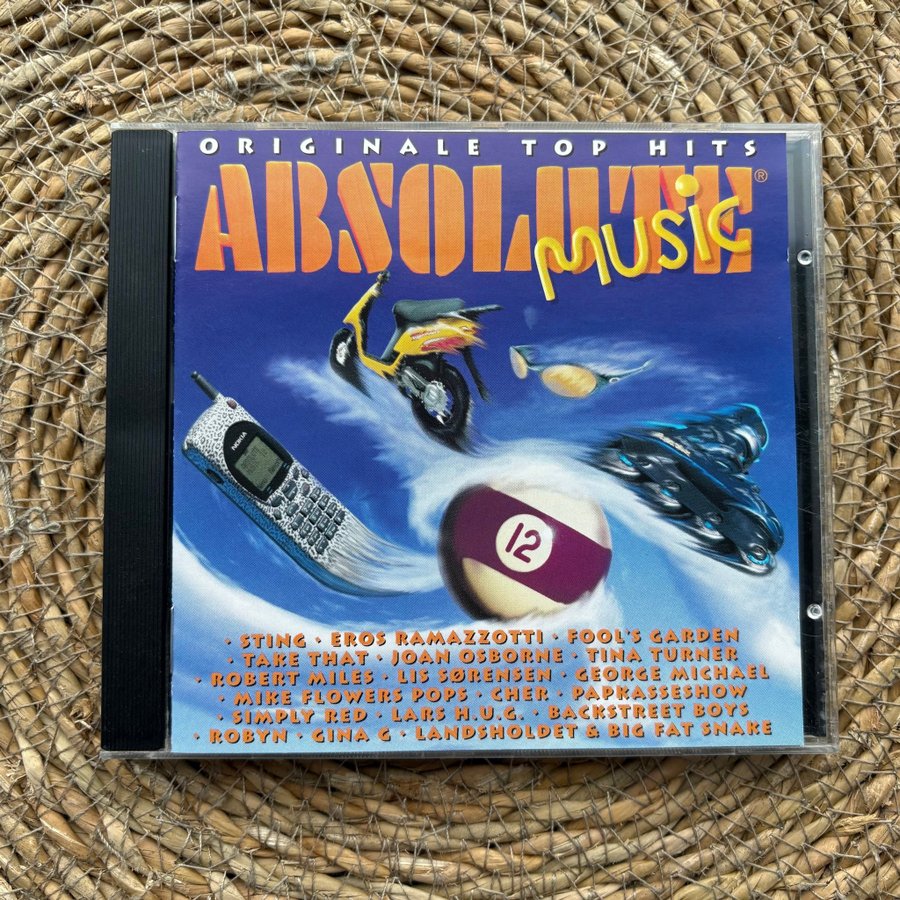 ORIGINALE TOP HITS
ABSOLUTE®
MUSIC
NOKIA
12
· STING · EROS RAMAZZOTTI · FOOL'S GARDEN
· TAKE THAT · JOAN OSBORNE · TINA TURNER
· ROBERT MILES · LIS SØRENSEN · GEORGE MICHAEL
· MIKE FLOWERS POPS · CHER · PAPKASSESHOW
· SIMPLY RED · LARS H.U.G. · BACKSTREET BOYS
· ROBYN · GINA G · LANDSHOLDET & BIG FAT SNAKE